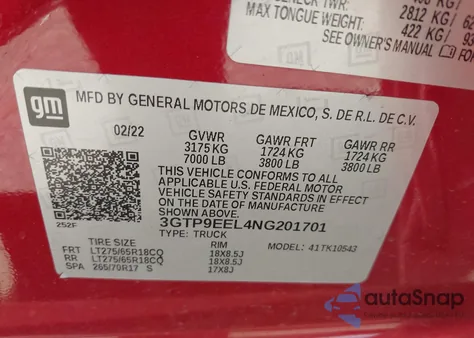 MAX TONGUE WEIGHT:
2812 KG/
422 KG/
SEE OWNER'S MANUAL
gm
MFD BY GENERAL MOTORS DE MEXICO, S. DE R.L. DE C.V.
02/22 GVWR GAWR FRT GAWR RR
3175 KG 1724 KG 1724 KG
7000 LB 3800 LB 3800 LB
THIS VEHICLE CONFORMS TO ALL
APPLICABLE U.S. FEDERAL MOTOR
VEHICLE SAFETY STANDARDS IN EFFECT
ON THE DATE OF MANUFACTURE SHOWN ABOVE.
3GTP9EEL4NG201701
252F
TYPE: TRUCK
MODEL: 41TK10543
TIRE SIZE RIM
FRT LT275/65R18CQ 18X8.5J
RR LT275/65R18CQ 18X8.5J
SPA 265/70R17 S 17X8J
autoSnap